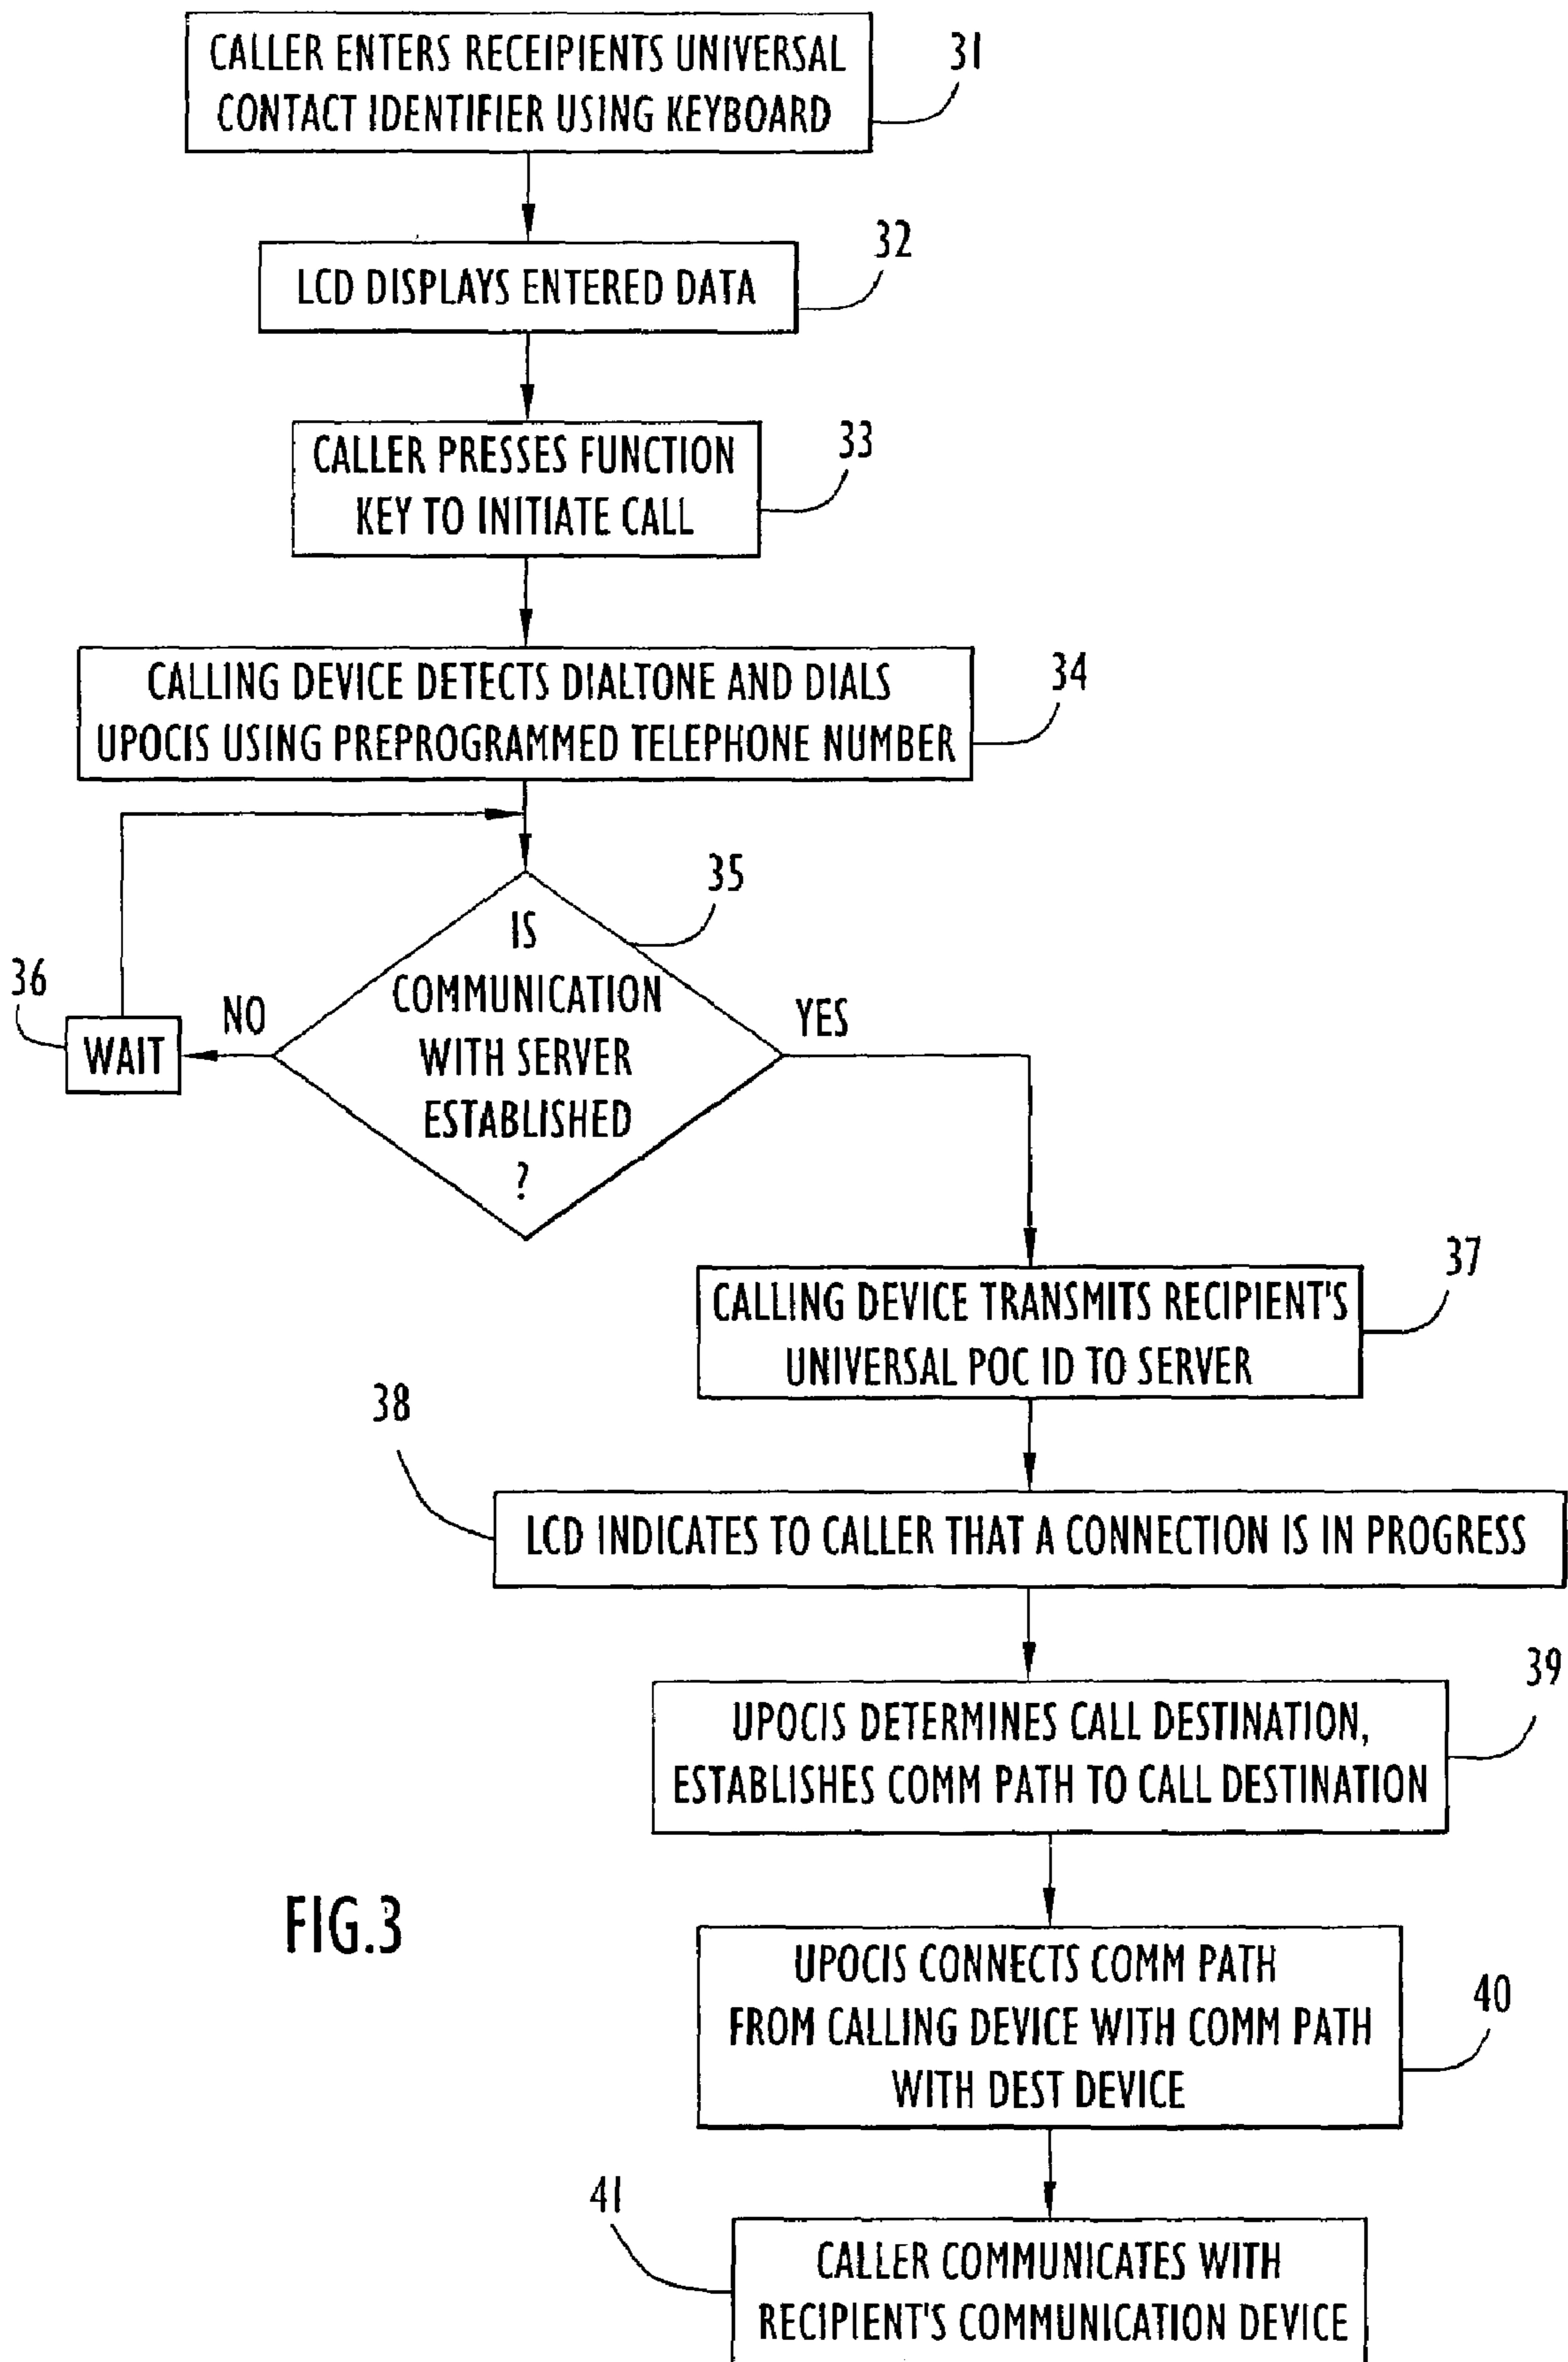 CALLER ENTERS RECEIPIENTS UNIVERSAL
CONTACT IDENTIFIER USING KEYBOARD
31
LCD DISPLAYS ENTERED DATA
32
CALLER PRESSES FUNCTION
KEY TO INITIATE CALL
33
CALLING DEVICE DETECTS DIALTONE AND DIALS
UPOCIS USING PREPROGRAMMED TELEPHONE NUMBER
34
IS
COMMUNICATION
WITH SERVER
ESTABLISHED
?
35
NO
YES
WAIT
36
CALLING DEVICE TRANSMITS RECIPIENT'S
UNIVERSAL POC ID TO SERVER
37
38
LCD INDICATES TO CALLER THAT A CONNECTION IS IN PROGRESS
UPOCIS DETERMINES CALL DESTINATION,
ESTABLISHES COMM PATH TO CALL DESTINATION
39
FIG.3
UPOCIS CONNECTS COMM PATH
FROM CALLING DEVICE WITH COMM PATH
WITH DEST DEVICE
40
41
CALLER COMMUNICATES WITH
RECIPIENT'S COMMUNICATION DEVICE